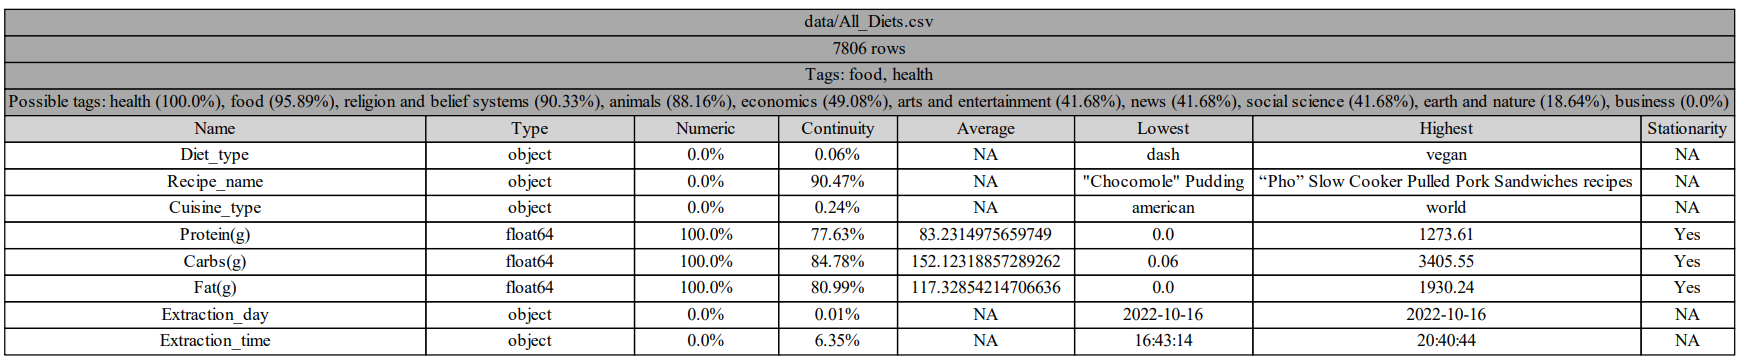 data/All_Diets.csv
7806 rows
Tags: food, health
Possible tags: health (100.0%), food (95.89%), religion and belief systems (90.33%), animals (88.16%), economics (49.08%), arts and entertainment (41.68%), news (41.68%), social science (41.68%), earth and nature (18.64%), business (0.0%)
Name Type Numeric Continuity Average Lowest Highest Stationarity
Diet_type object 0.0% 0.06% NA dash vegan NA
Recipe_name object 0.0% 90.47% NA "Chocomole" Pudding “Pho” Slow Cooker Pulled Pork Sandwiches recipes NA
Cuisine_type object 0.0% 0.24% NA american world NA
Protein(g) float64 100.0% 77.63% 83.2314975659749 0.0 1273.61 Yes
Carbs(g) float64 100.0% 84.78% 152.12318857289262 0.06 3405.55 Yes
Fat(g) float64 100.0% 80.99% 117.32854214706636 0.0 1930.24 Yes
Extraction_day object 0.0% 0.01% NA 2022-10-16 2022-10-16 NA
Extraction_time object 0.0% 6.35% NA 16:43:14 20:40:44 NA